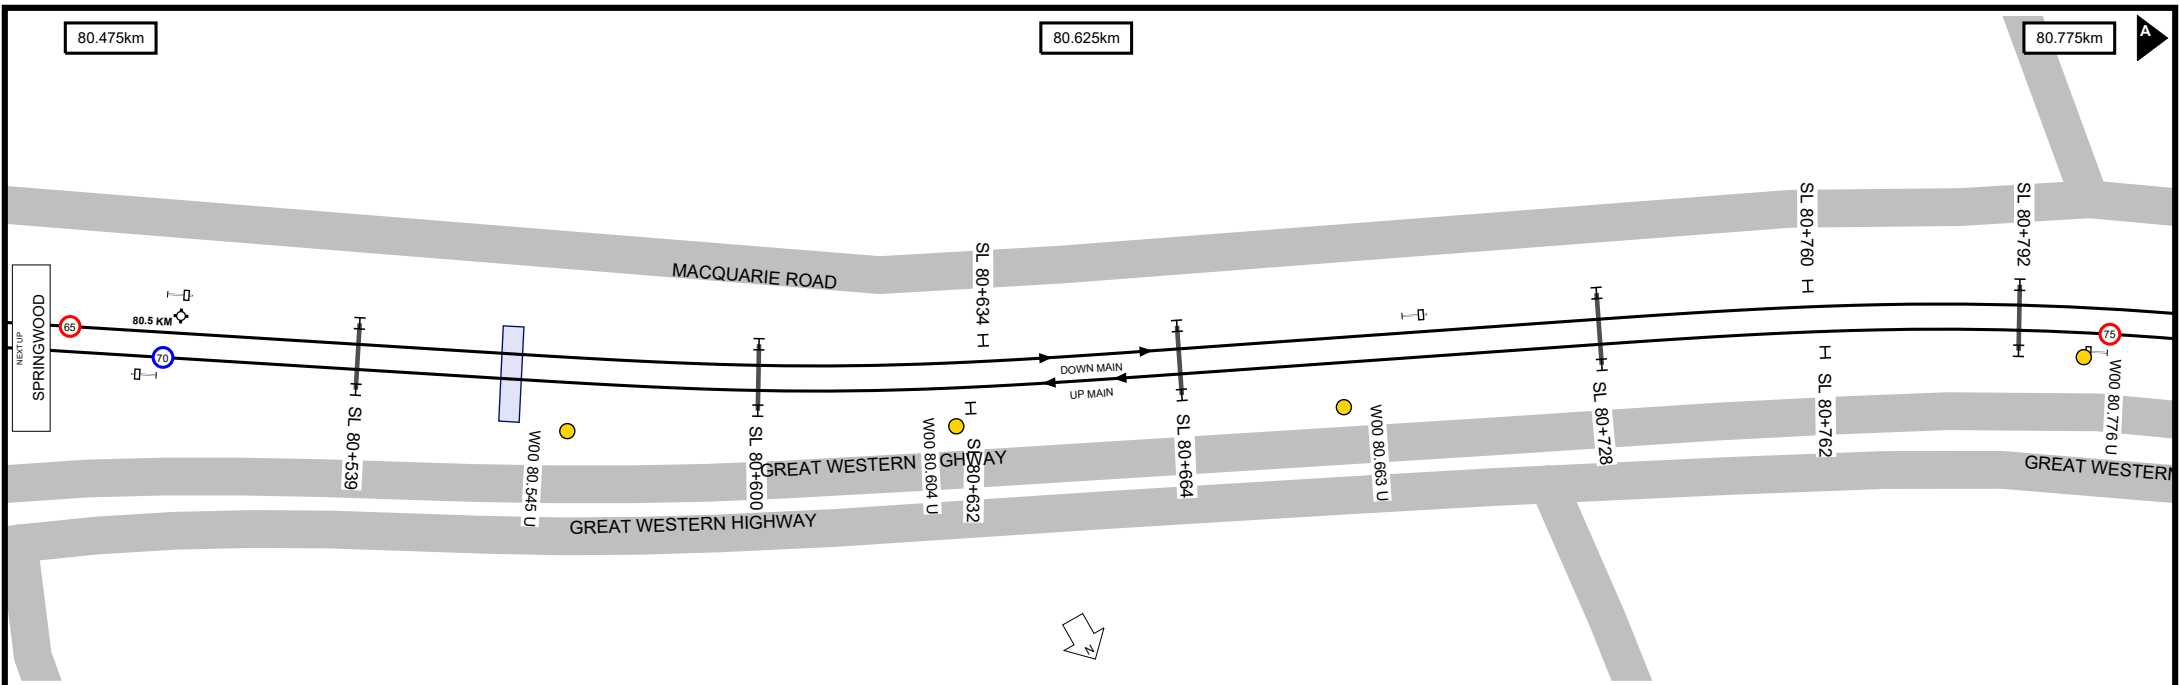 80.475km
80.625km
80.775km
A
SL 80+760
SL 80+792
SL 80+634
MACQUARIE ROAD
NEXT UP
SPRINGWOOD
65
80.5 KM
70
DOWN MAIN
UP MAIN
75
SL 80+539
W00 80.545 U
SL 80+600
W00 80.604 U
SL 80+632
SL 80+664
W00 80.663 U
SL 80+728
SL 80+762
W00 80.776 U
GREAT WESTERN GHWAY
GREAT WESTERN
GREAT WESTERN HIGHWAY
N